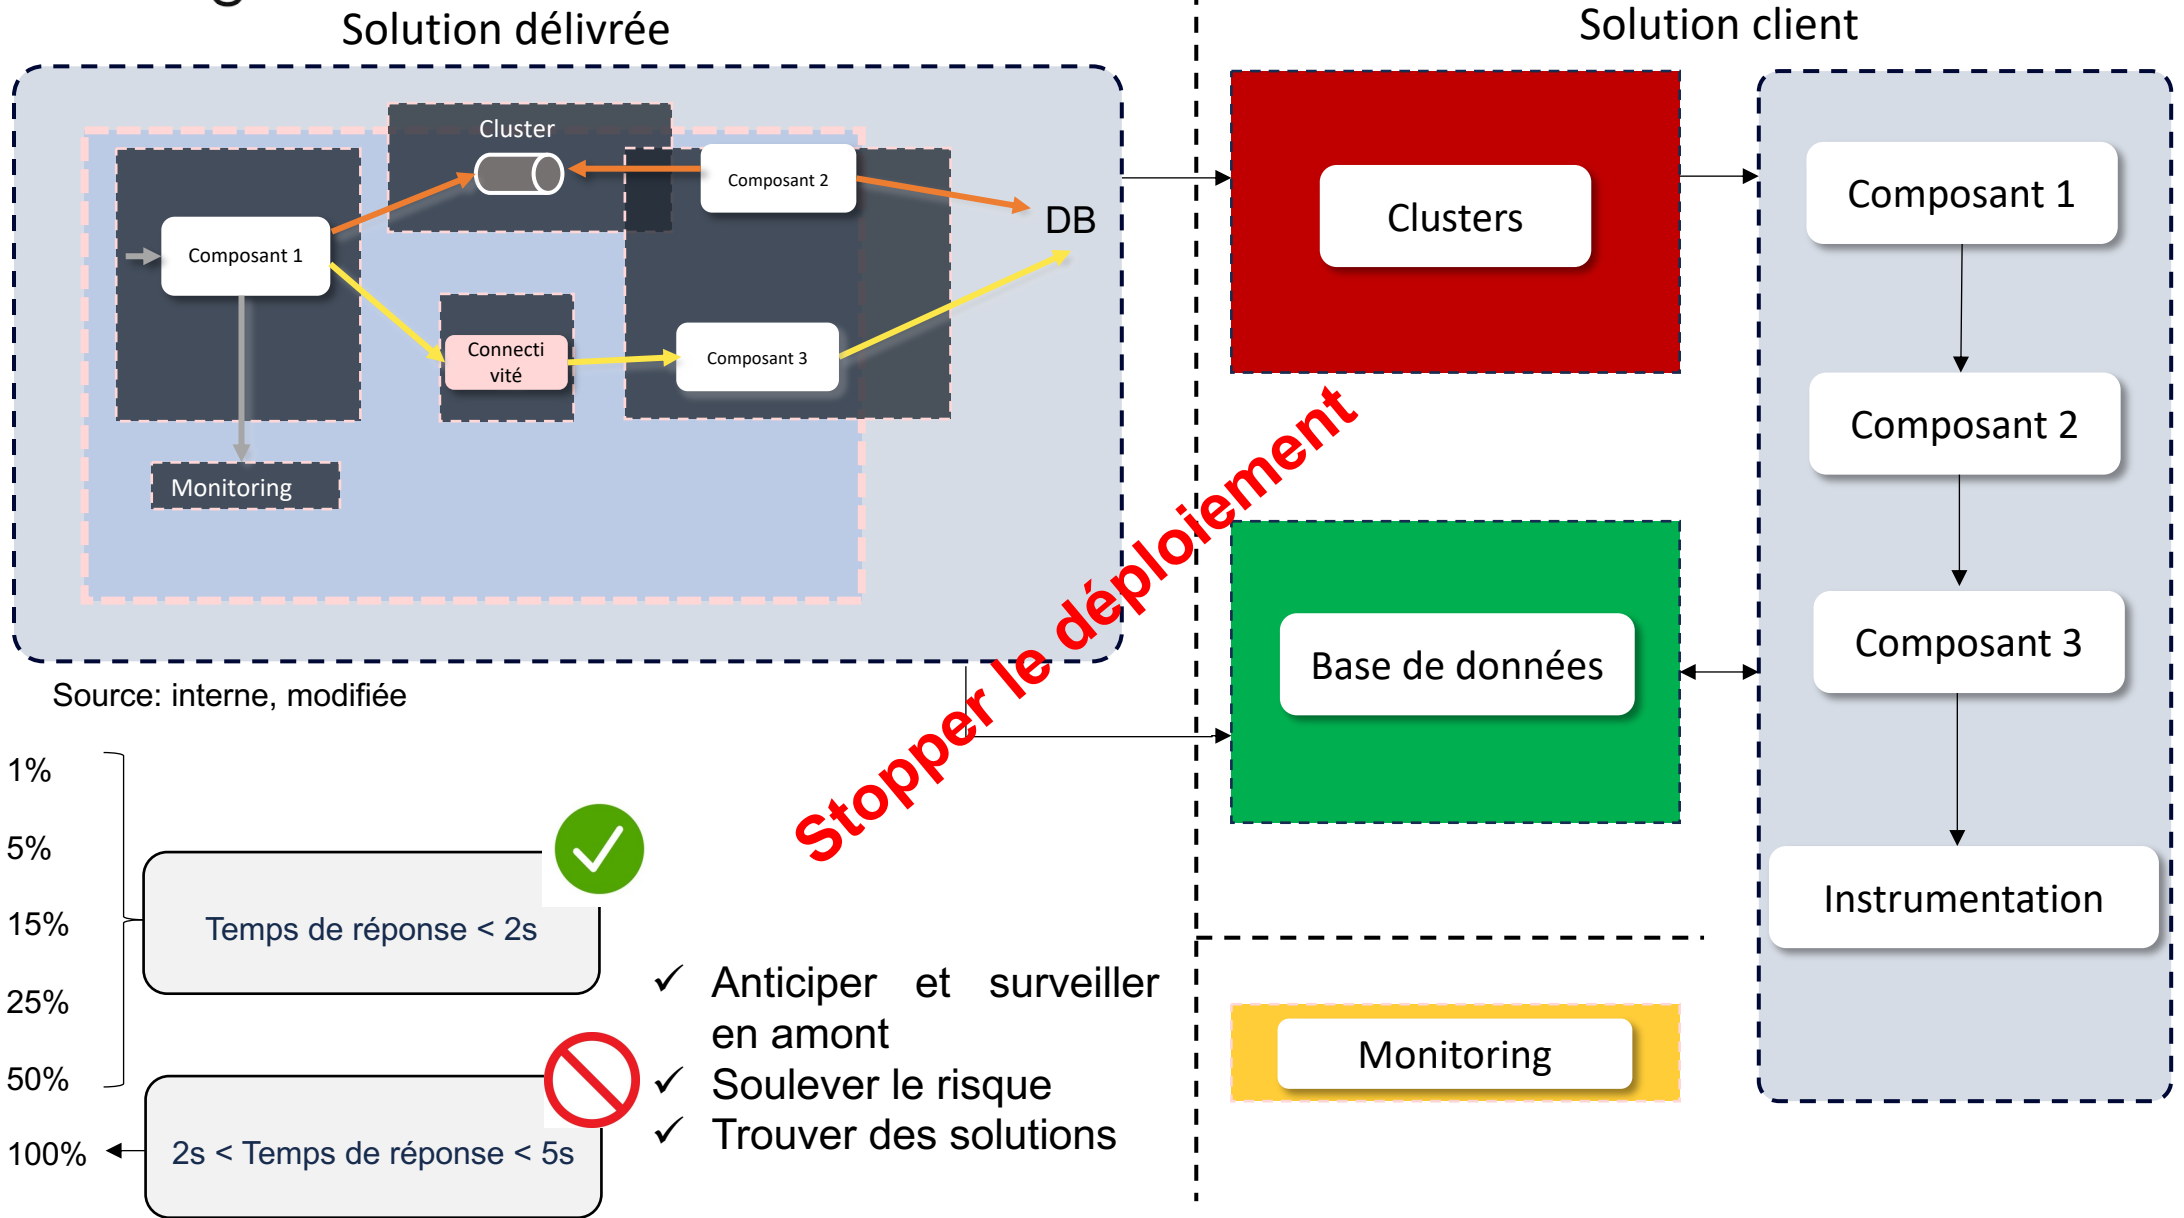 Solution délivrée
Solution client
Cluster
Composant 2
Composant 1
DB
Connecti
vité
Composant 3
Monitoring
Source: interne, modifiée
Clusters
Base de données
Monitoring
Composant 1
Composant 2
Composant 3
Instrumentation
Stopper le déploiement
1%
5%
15%
25%
50%
100%
Temps de réponse < 2s
2s < Temps de réponse < 5s
✓ Anticiper et surveiller
en amont
✓ Soulever le risque
✓ Trouver des solutions